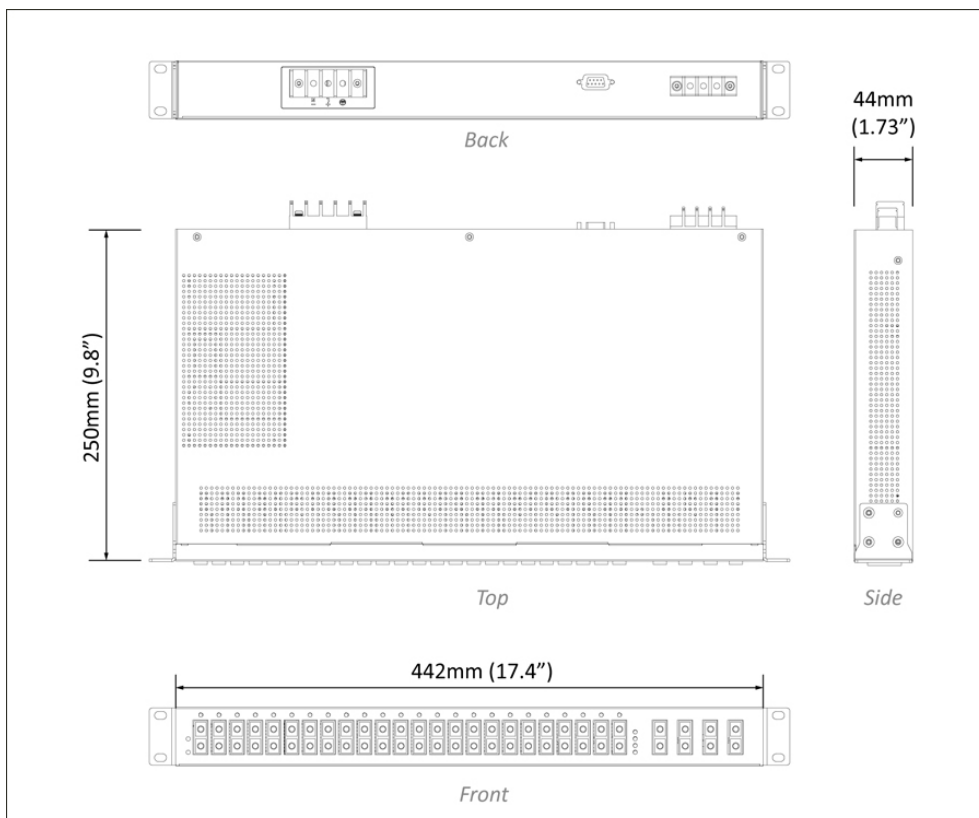 44mm
(1.73”)
Back
250mm (9.8”)
Top
Side
442mm (17.4”)
Front